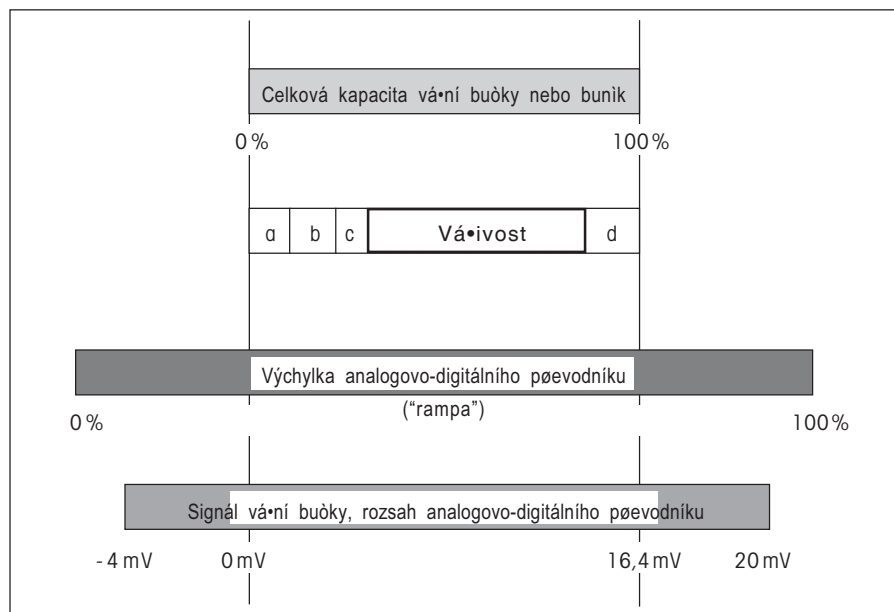 Celková kapacita vá•ní buòky nebo bunìk
0% 100%
a b c Vá•ivost d
Výchylka analogovo-digitálního pøevodníku
(“rampa”)
0% 100%
Signál vá•ní buòky, rozsah analogovo-digitálního pøevodníku
- 4 mV 0 mV 16,4 mV 20 mV